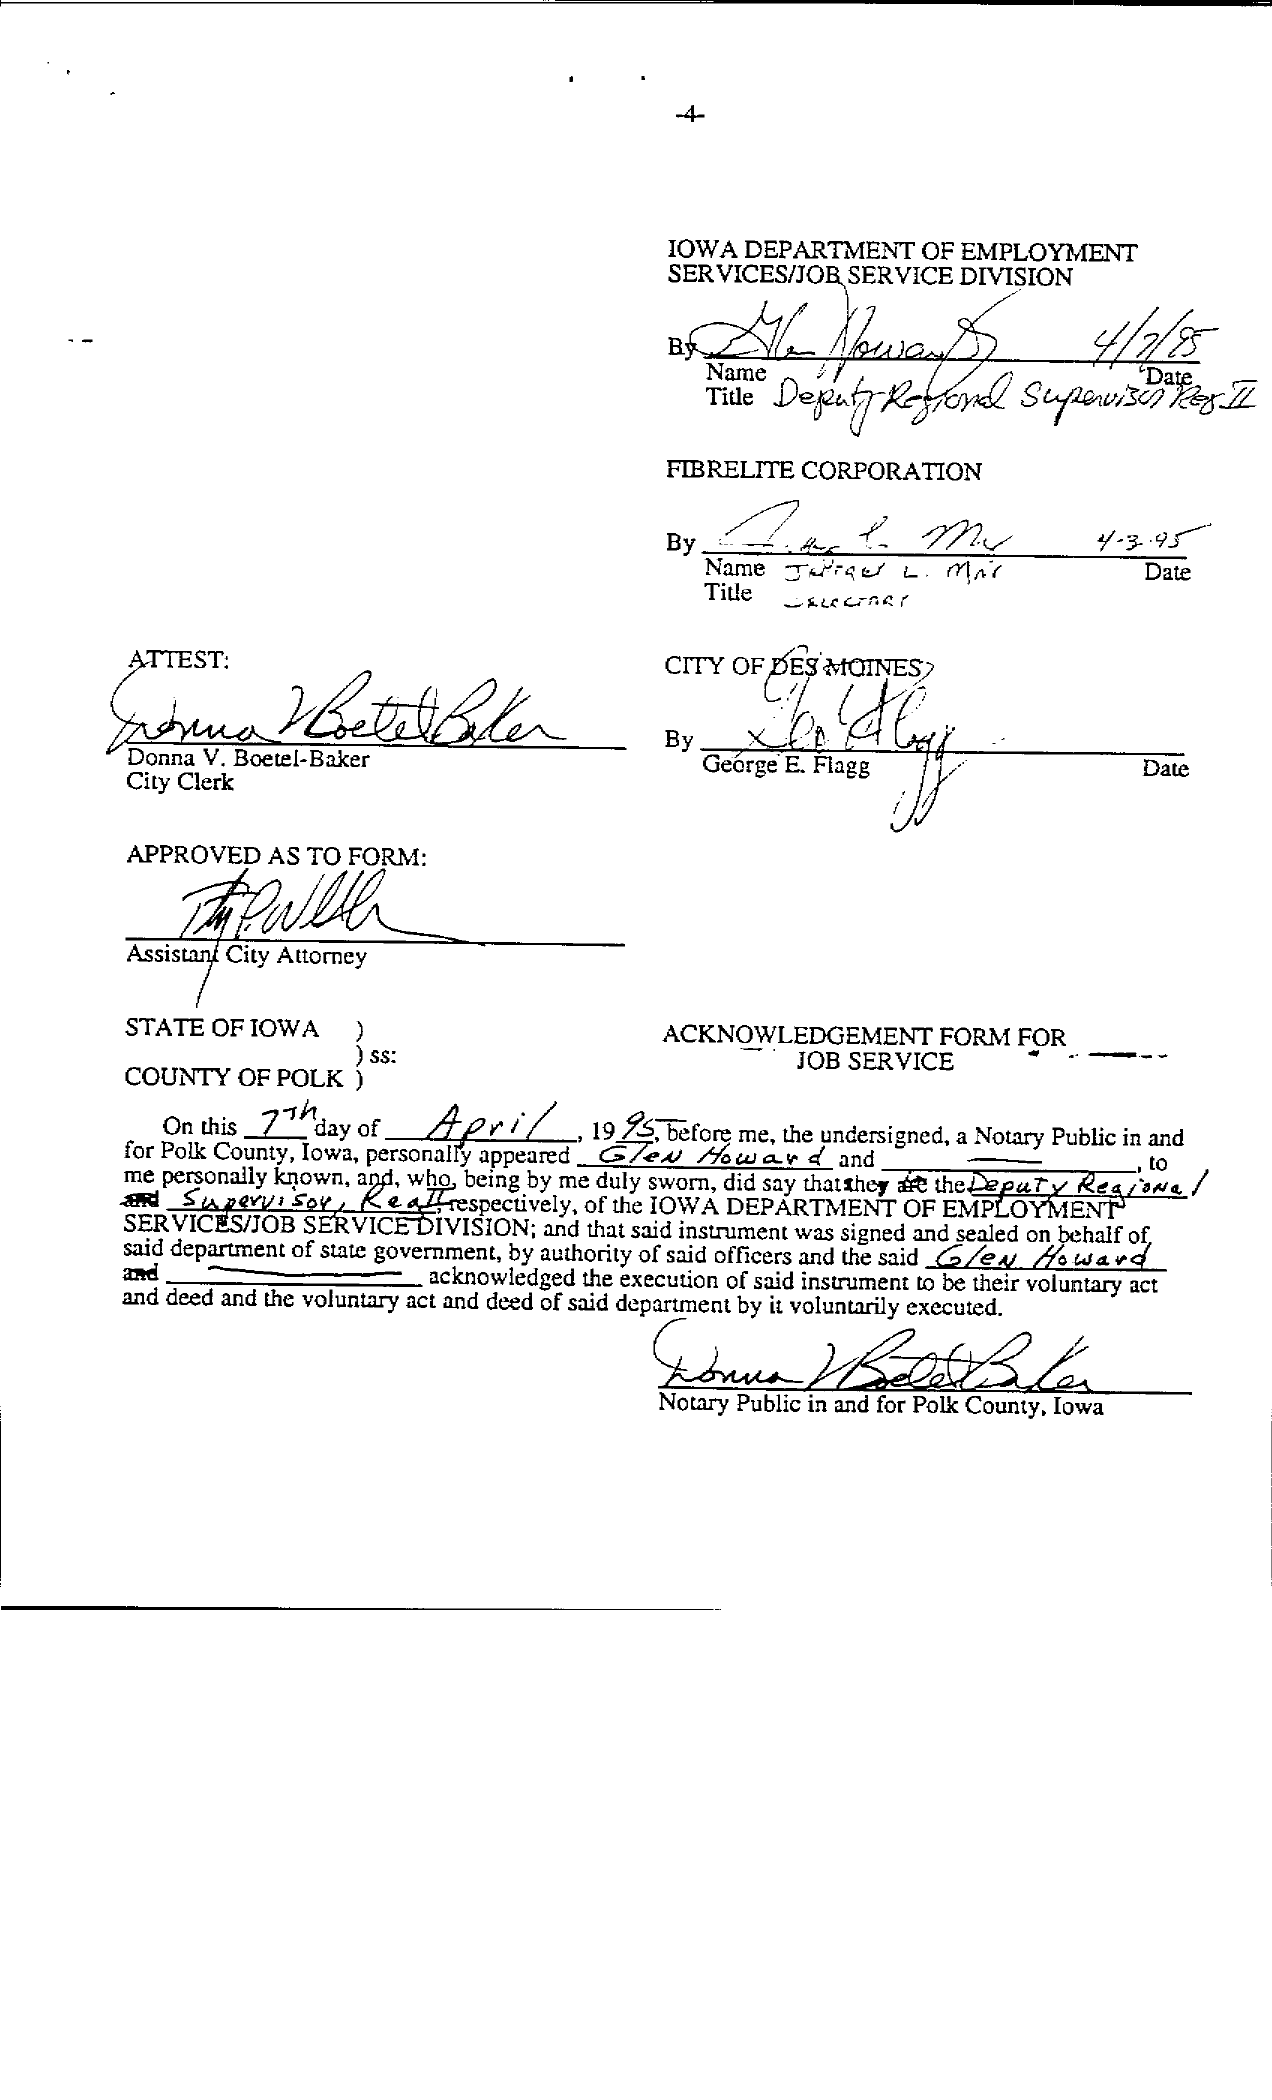 -4-
IOWA DEPARTMENT OF EMPLOYMENT
SERVICES/JOB SERVICE DIVISION
By Glen Howard 4/7/95
Name Date
Title Deputy Regional Supervisor Reg II
FIBRELITE CORPORATION
By L. 4-3-95
Name L. Date
Title
ATTEST:
Donna V Boetel-Baker
Donna V. Boetel-Baker
City Clerk
CITY OF DES MOINES
By x Geo E Flagg
George E. Flagg Date
APPROVED AS TO FORM:
Assistant City Attorney
STATE OF IOWA )
) ss:
COUNTY OF POLK )
ACKNOWLEDGEMENT FORM FOR
JOB SERVICE
On this 7th day of April, 1995, before me, the undersigned, a Notary Public in and
for Polk County, Iowa, personally appeared Glen Howard and , to
me personally known, and, who, being by me duly sworn, did say that they are the Deputy Regional
and Supervisor, Reg II, respectively, of the IOWA DEPARTMENT OF EMPLOYMENT
SERVICES/JOB SERVICE DIVISION; and that said instrument was signed and sealed on behalf of
said department of state government, by authority of said officers and the said Glen Howard
and acknowledged the execution of said instrument to be their voluntary act
and deed and the voluntary act and deed of said department by it voluntarily executed.
Donna V Boetel-Baker
Notary Public in and for Polk County, Iowa